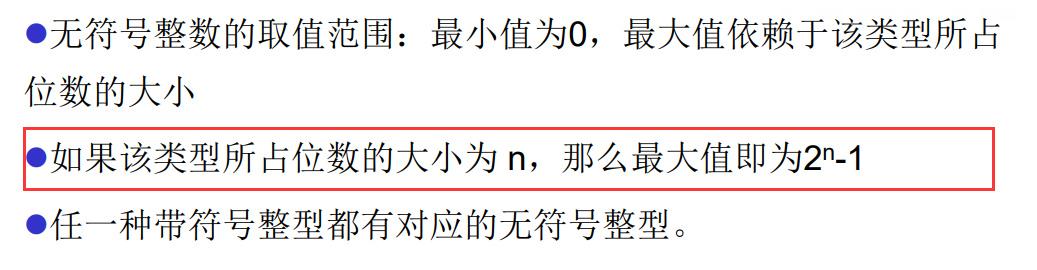 ●无符号整数的取值范围：最小值为0，最大值依赖于该类型所占
位数的大小
●如果该类型所占位数的大小为 n，那么最大值即为2ⁿ-1
●任一种带符号整型都有对应的无符号整型。